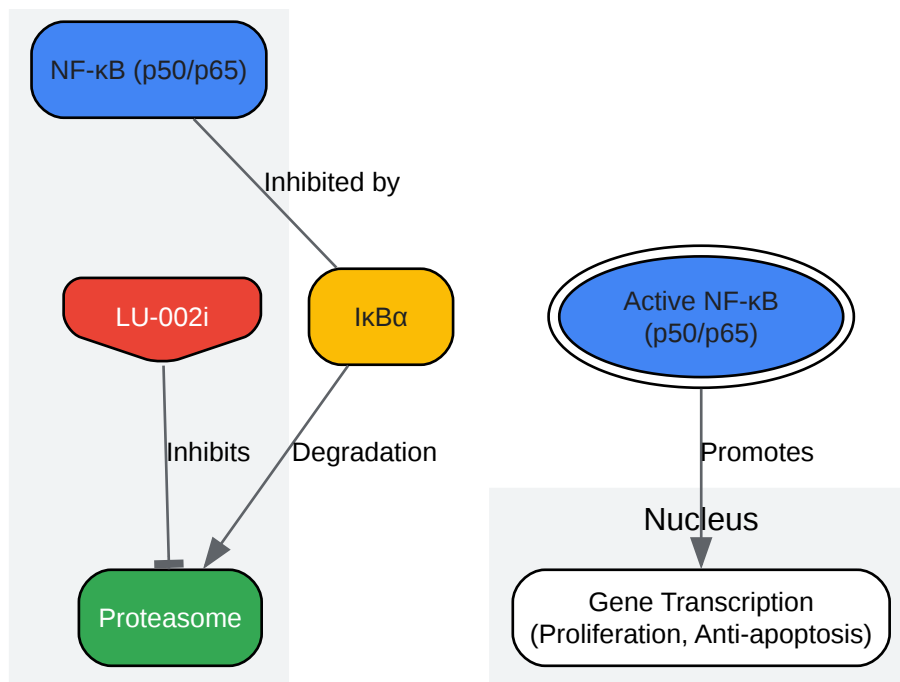 NF-κB (p50/p65)
Inhibited by
LU-002i
IκBα
Active NF-κB
(p50/p65)
Inhibits
Degradation
Promotes
Nucleus
Proteasome
Gene Transcription
(Proliferation, Anti-apoptosis)